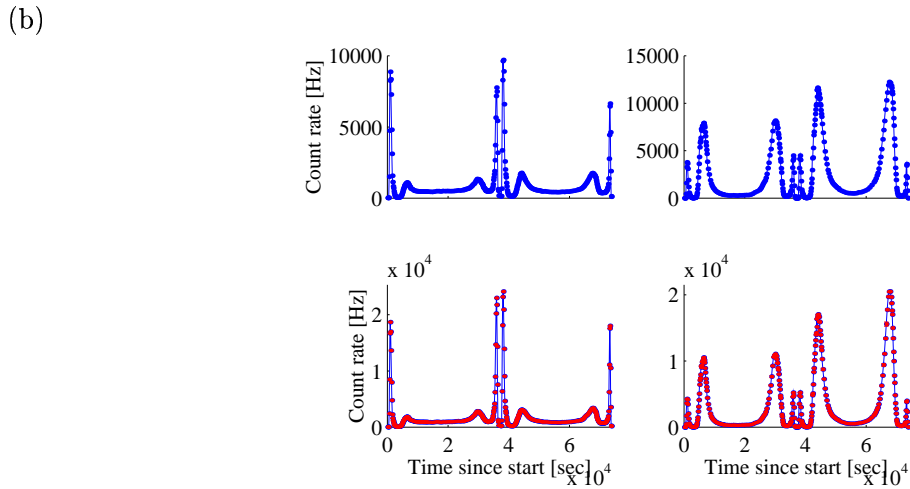 (b)
10000
5000
0
Count rate [Hz]
15000
10000
5000
0
x 10^4
2
1
0
Count rate [Hz]
0 2 4 6
Time since start [sec]
x 10^4
x 10^4
2
1
0
0 2 4 6
Time since start [sec]
x 10^4